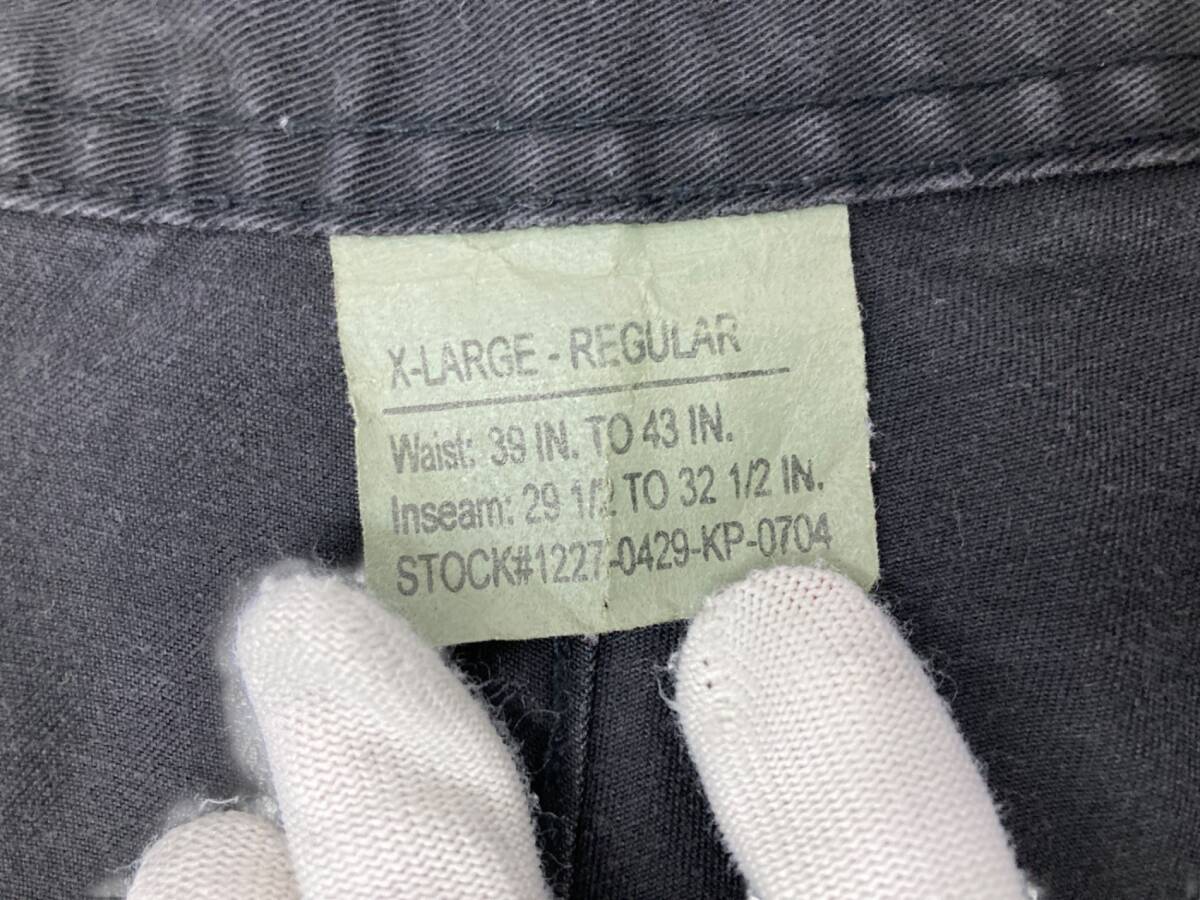 X-LARGE - REGULAR
Waist: 39 IN. TO 43 IN.
Inseam: 29 1/2 TO 32 1/2 IN.
STOCK#1227-0429-KP-0704